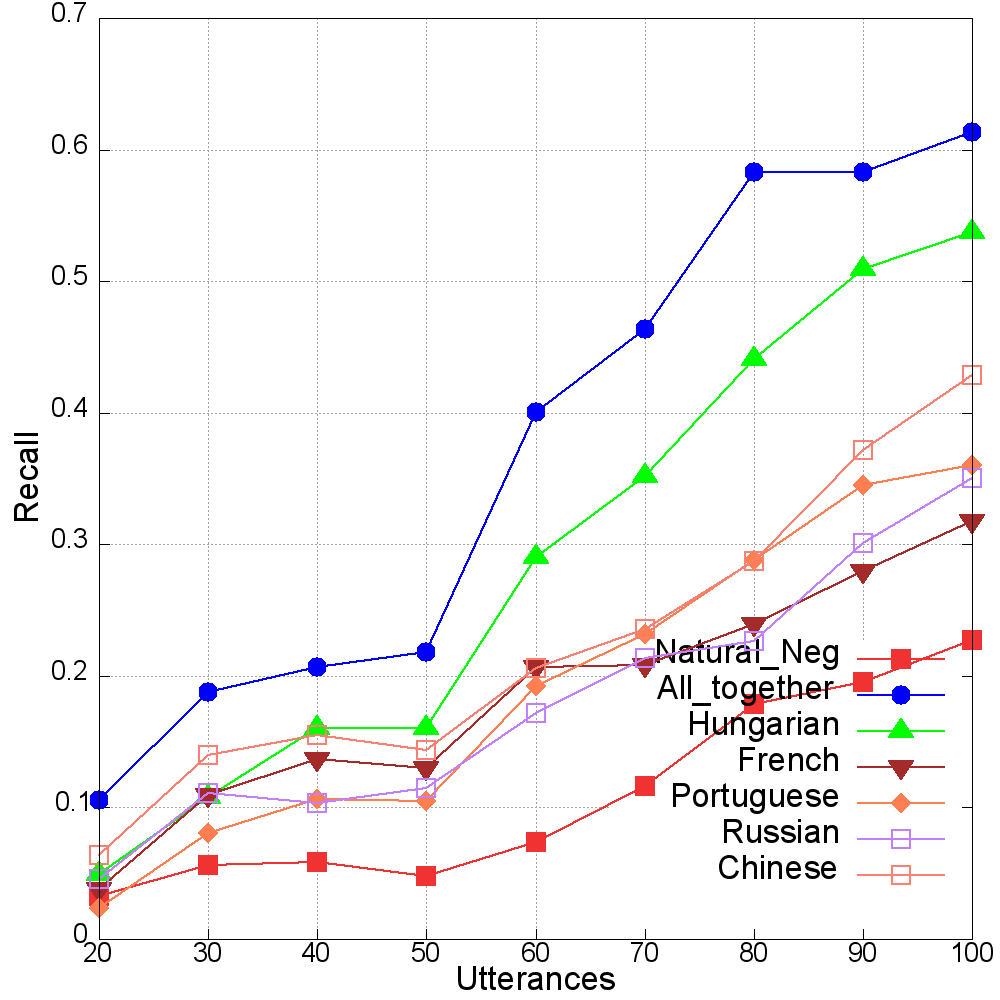 0.7
0.6
0.5
0.4
0.3
0.2
0.1
0
Recall
20 30 40 50 60 70 80 90 100
Utterances
Natural_Neg
All_together
Hungarian
French
Portuguese
Russian
Chinese